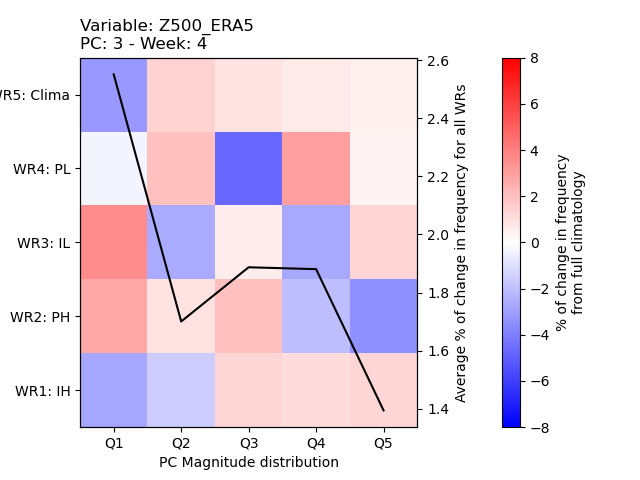 Variable: Z500_ERA5
PC: 3 - Week: 4
R5: Clima
WR4: PL
WR3: IL
WR2: PH
WR1: IH
Q1 Q2 Q3 Q4 Q5
PC Magnitude distribution
2.6
2.4
2.2
2.0
1.8
1.6
1.4
Average % of change in frequency for all WRs
8
6
4
2
0
−2
−4
−6
−8
% of change in frequency
from full climatology